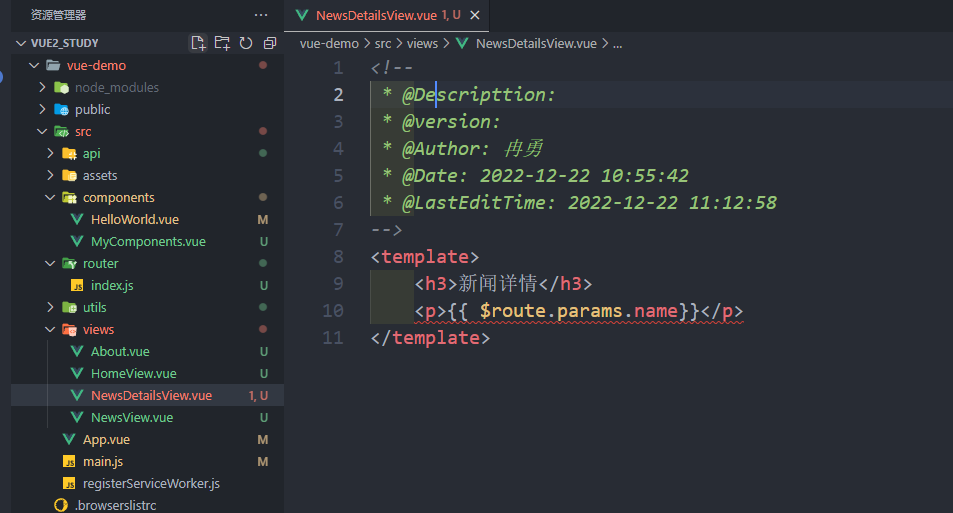 资源管理器 ...
VUE2_STUDY
vue-demo
node_modules
public
src
api
assets
components
HelloWorld.vue M
MyComponents.vue U
router
index.js U
utils
views
About.vue U
HomeView.vue U
NewsDetailsView.vue 1, U
NewsView.vue U
App.vue M
main.js M
registerServiceWorker.js
.browserslistrc
NewsDetailsView.vue 1, U
vue-demo > src > views > NewsDetailsView.vue > ...
1 <!--
2 * @Descripttion:
3 * @version:
4 * @Author: 冉勇
5 * @Date: 2022-12-22 10:55:42
6 * @LastEditTime: 2022-12-22 11:12:58
7 -->
8 <template>
9 <h3>新闻详情</h3>
10 <p>{{ $route.params.name}}</p>
11 </template>